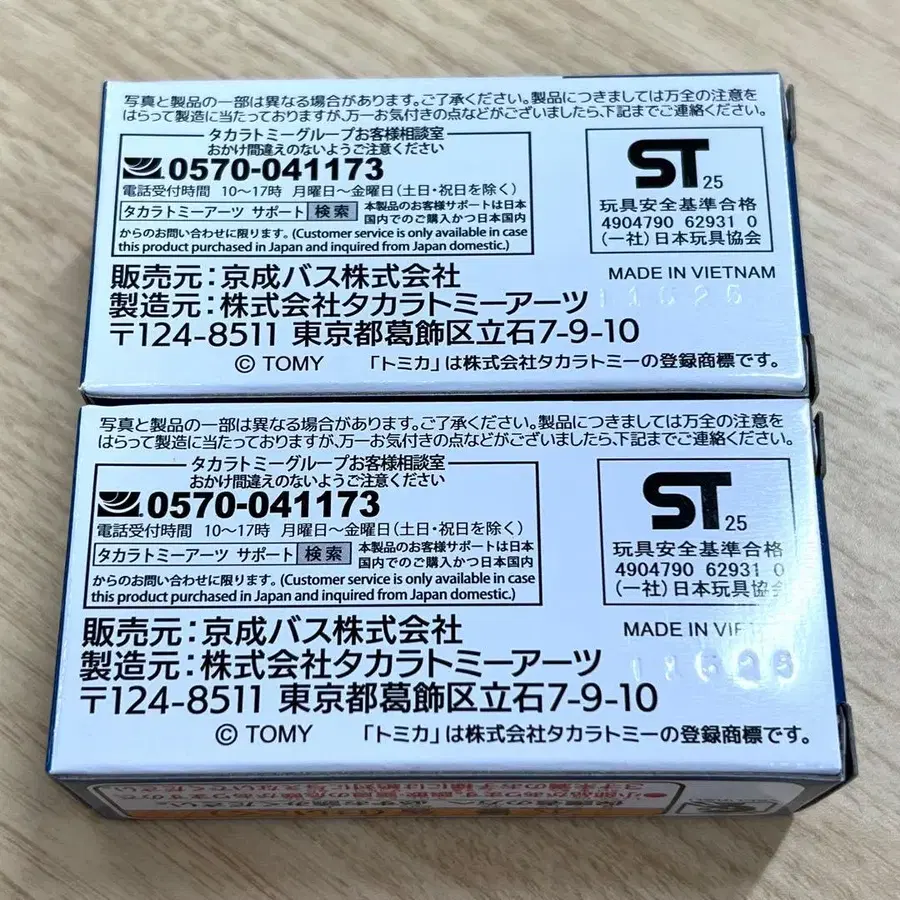 写真と製品の一部は異なる場合があります。ご了承ください。製品につきましては万全の注意を
はらって製造に当たっておりますが、万一お気付きの点などがございましたら、下記までご連絡ください。
タカラトミーグループお客様相談室
おかけ間違えのないようご注意ください
0570-041173
電話受付時間 10～17時 月曜日～金曜日(土日・祝日を除く)
タカラトミーアーツ サポート 検索 本製品のお客様サポートは日本
国内でのご購入かつ日本国内
からのお問い合わせに限ります。(Customer service is only available in case
this product purchased in Japan and inquired from Japan domestic.)
ST 25
玩具安全基準合格
4904790 62931 0
(一社)日本玩具協会
MADE IN VIETNAM
販売元：京成バス株式会社
製造元：株式会社タカラトミーアーツ
〒124-8511 東京都葛飾区立石7-9-10
© TOMY 「トミカ」は株式会社タカラトミーの登録商標です。
写真と製品の一部は異なる場合があります。ご了承ください。製品につきましては万全の注意を
はらって製造に当たっておりますが、万一お気付きの点などがございましたら、下記までご連絡ください。
タカラトミーグループお客様相談室
おかけ間違えのないようご注意ください
0570-041173
電話受付時間 10～17時 月曜日～金曜日(土日・祝日を除く)
タカラトミーアーツ サポート 検索 本製品のお客様サポートは日本
国内でのご購入かつ日本国内
からのお問い合わせに限ります。(Customer service is only available in case
this product purchased in Japan and inquired from Japan domestic.)
ST 25
玩具安全基準合格
4904790 62931 0
(一社)日本玩具協会
MADE IN
販売元：京成バス株式会社
製造元：株式会社タカラトミーアーツ
〒124-8511 東京都葛飾区立石7-9-10
© TOMY 「トミカ」は株式会社タカラトミーの登録商標です。